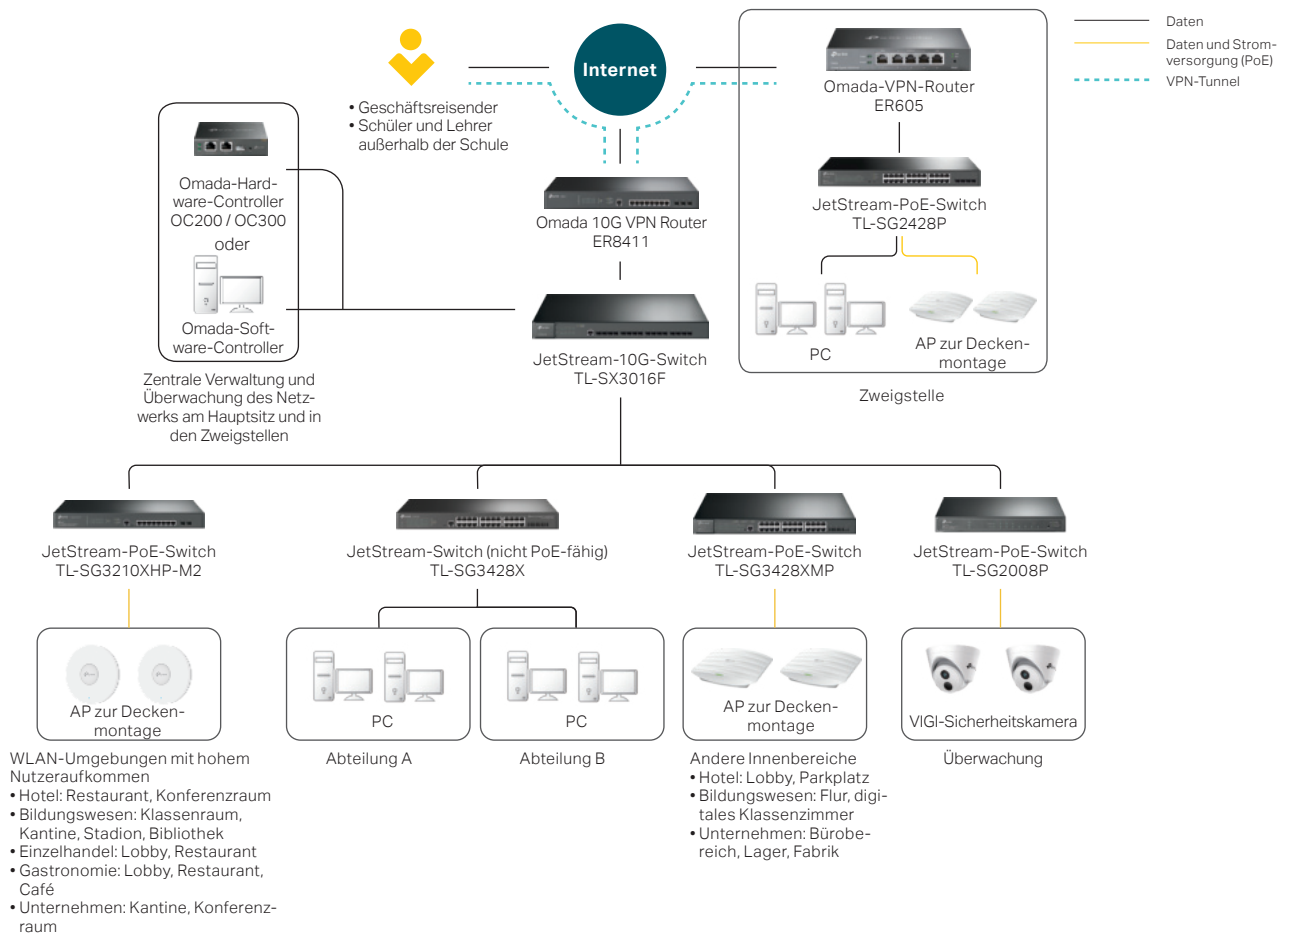 Daten
Daten und Strom-
versorgung (PoE)
VPN-Tunnel
Internet
• Geschäftsreisender
• Schüler und Lehrer
außerhalb der Schule
Omada-VPN-Router
ER605
JetStream-PoE-Switch
TL-SG2428P
PC
AP zur Decken-
montage
Zweigstelle
Omada-Hard-
ware-Controller
OC200 / OC300
oder
Omada-Soft-
ware-Controller
Zentrale Verwaltung und
Überwachung des Netz-
werks am Hauptsitz und in
den Zweigstellen
Omada 10G VPN Router
ER8411
JetStream-10G-Switch
TL-SX3016F
JetStream-PoE-Switch
TL-SG3210XHP-M2
AP zur Decken-
montage
WLAN-Umgebungen mit hohem
Nutzeraufkommen
• Hotel: Restaurant, Konferenzraum
• Bildungswesen: Klassenraum,
Kantine, Stadion, Bibliothek
• Einzelhandel: Lobby, Restaurant
• Gastronomie: Lobby, Restaurant,
Café
• Unternehmen: Kantine, Konferenz-
raum
JetStream-Switch (nicht PoE-fähig)
TL-SG3428X
PC
Abteilung A
PC
Abteilung B
JetStream-PoE-Switch
TL-SG3428XMP
AP zur Decken-
montage
Andere Innenbereiche
• Hotel: Lobby, Parkplatz
• Bildungswesen: Flur, digi-
tales Klassenzimmer
• Unternehmen: Bürobe-
reich, Lager, Fabrik
JetStream-PoE-Switch
TL-SG2008P
VIGI-Sicherheitskamera
Überwachung